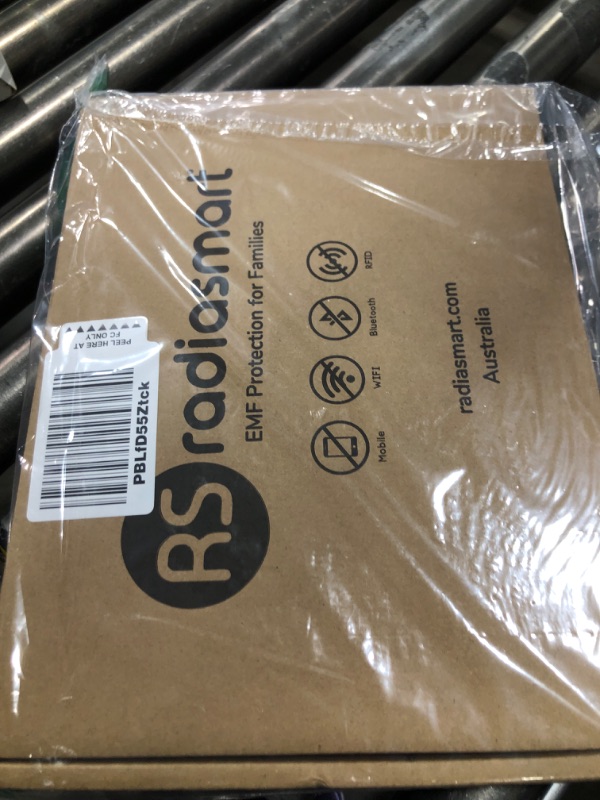 RS radiasmart
EMF Protection for Families
Mobile
WIFI
Bluetooth
RFID
radiasmart.com
Australia
PEEL HERE AT
FC ONLY
PBLfD55Ztck